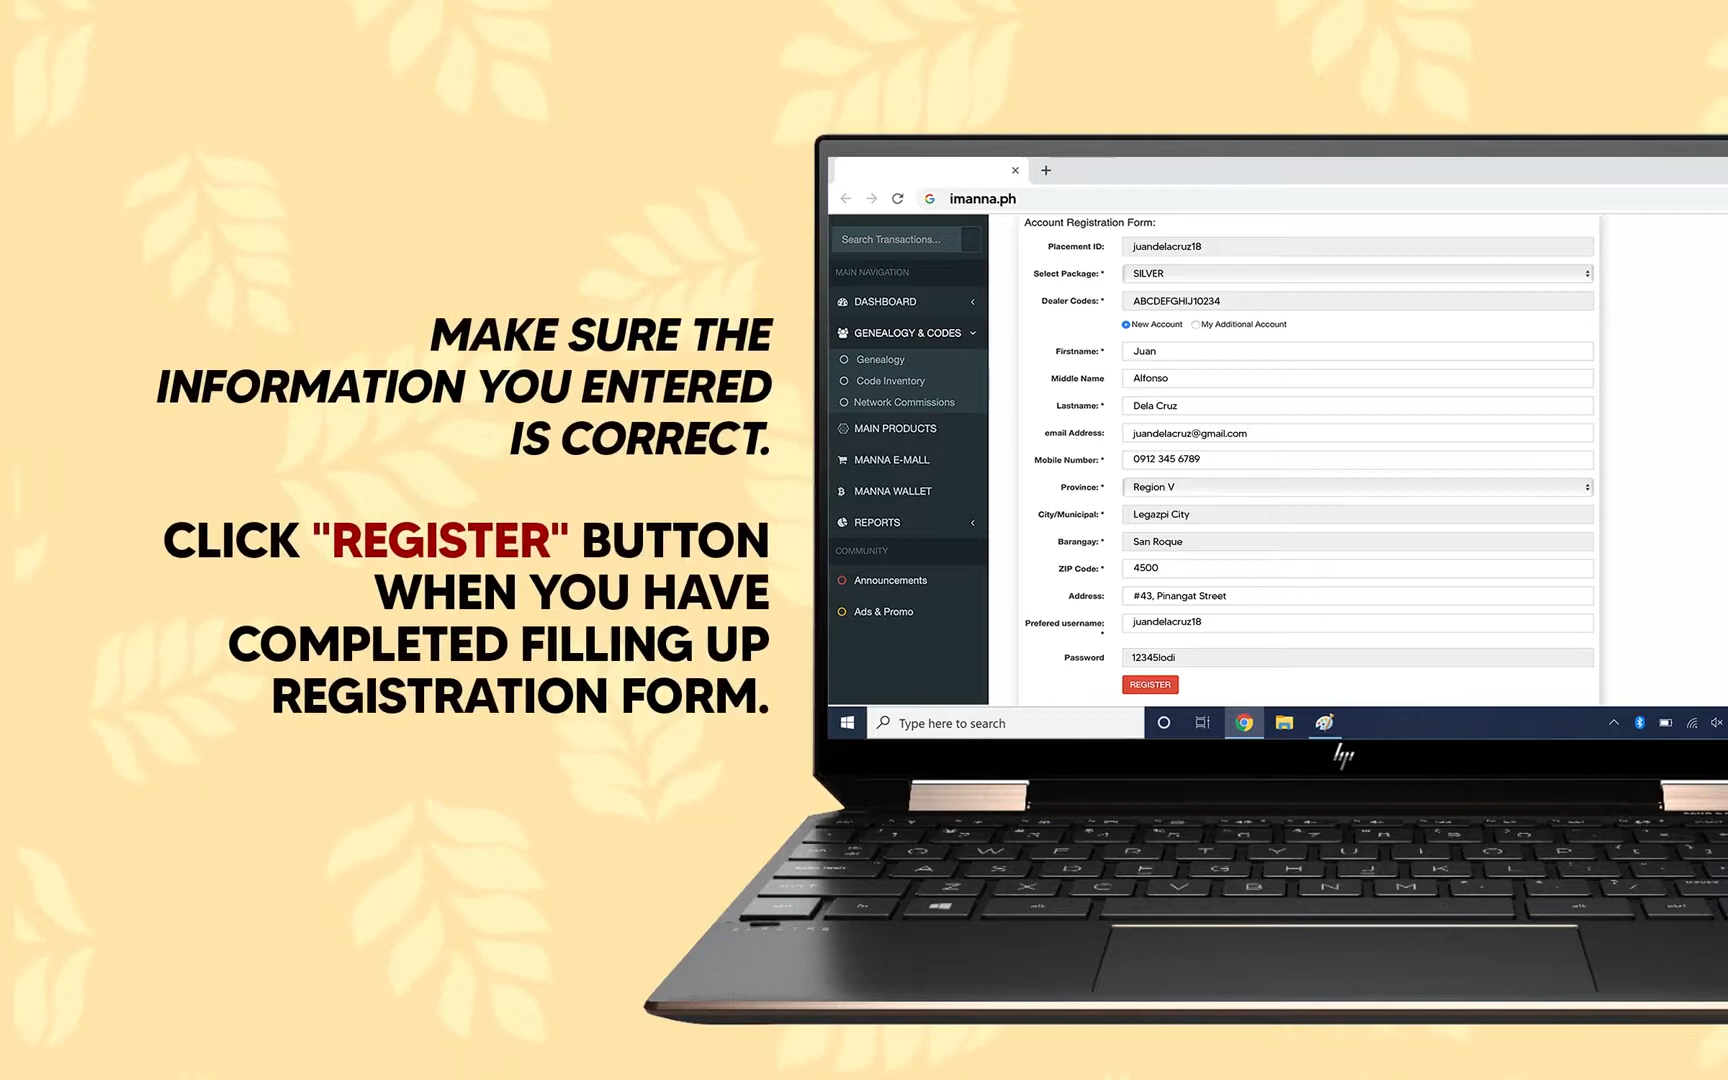 MAKE SURE THE
INFORMATION YOU ENTERED
IS CORRECT.
CLICK "REGISTER" BUTTON
WHEN YOU HAVE
COMPLETED FILLING UP
REGISTRATION FORM.
imanna.ph
Search Transactions...
MAIN NAVIGATION
DASHBOARD
GENEALOGY & CODES
Genealogy
Code Inventory
Network Commissions
MAIN PRODUCTS
MANNA E-MALL
MANNA WALLET
REPORTS
COMMUNITY
Announcements
Ads & Promo
Account Registration Form:
Placement ID: juandelacruz18
Select Package: * SILVER
Dealer Codes: * ABCDEFGHIJ10234
New Account My Additional Account
Firstname: * Juan
Middle Name Alfonso
Lastname: * Dela Cruz
email Address: juandelacruz@gmail.com
Mobile Number: * 0912 345 6789
Province: * Region V
City/Municipal: * Legazpi City
Barangay: * San Roque
ZIP Code: * 4500
Address: #43, Pinangat Street
Prefered username: * juandelacruz18
Password 12345lodi
REGISTER
Type here to search
hp
Q W E R T Y U I O P
A S D F G H J K L
Z X C V B N M